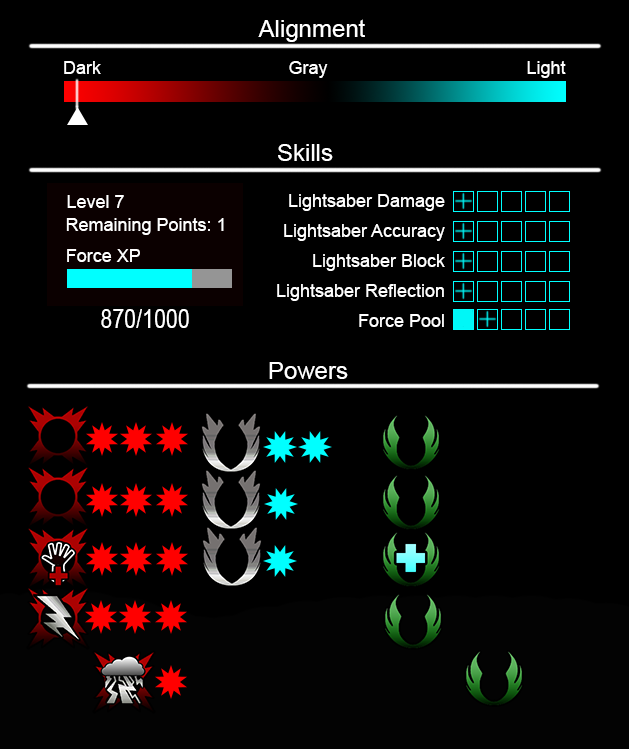 Alignment
Dark Gray Light
Skills
Level 7
Remaining Points: 1
Force XP
870/1000
Lightsaber Damage
Lightsaber Accuracy
Lightsaber Block
Lightsaber Reflection
Force Pool
Powers